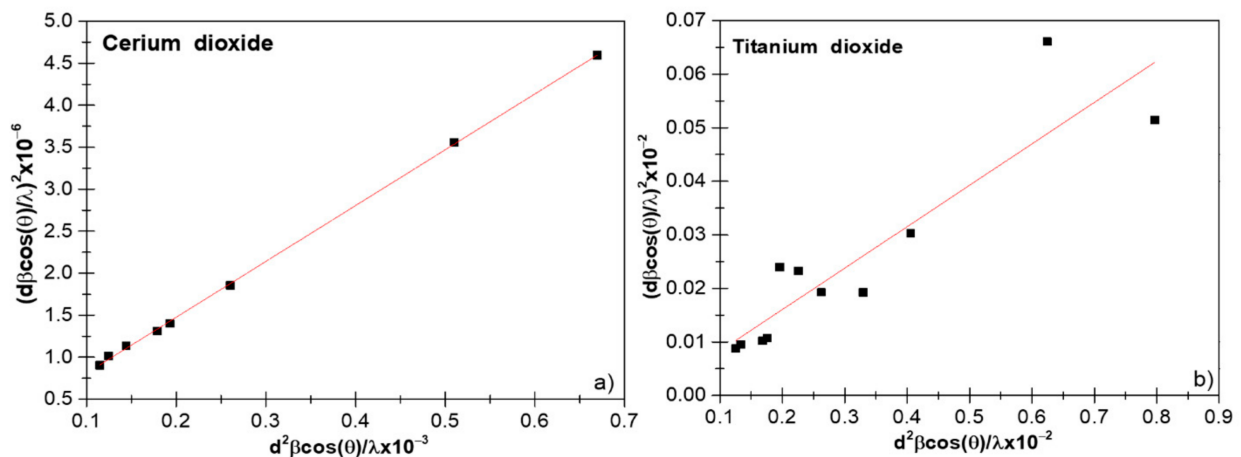 Cerium dioxide
(dβcos(θ)/λ)²x10⁻⁶
5.0
4.5
4.0
3.5
3.0
2.5
2.0
1.5
1.0
0.5
0.1 0.2 0.3 0.4 0.5 0.6 0.7
d²βcos(θ)/λx10⁻³
a)
Titanium dioxide
(dβcos(θ)/λ)²x10⁻²
0.07
0.06
0.05
0.04
0.03
0.02
0.01
0.00
0.1 0.2 0.3 0.4 0.5 0.6 0.7 0.8 0.9
d²βcos(θ)/λx10⁻²
b)